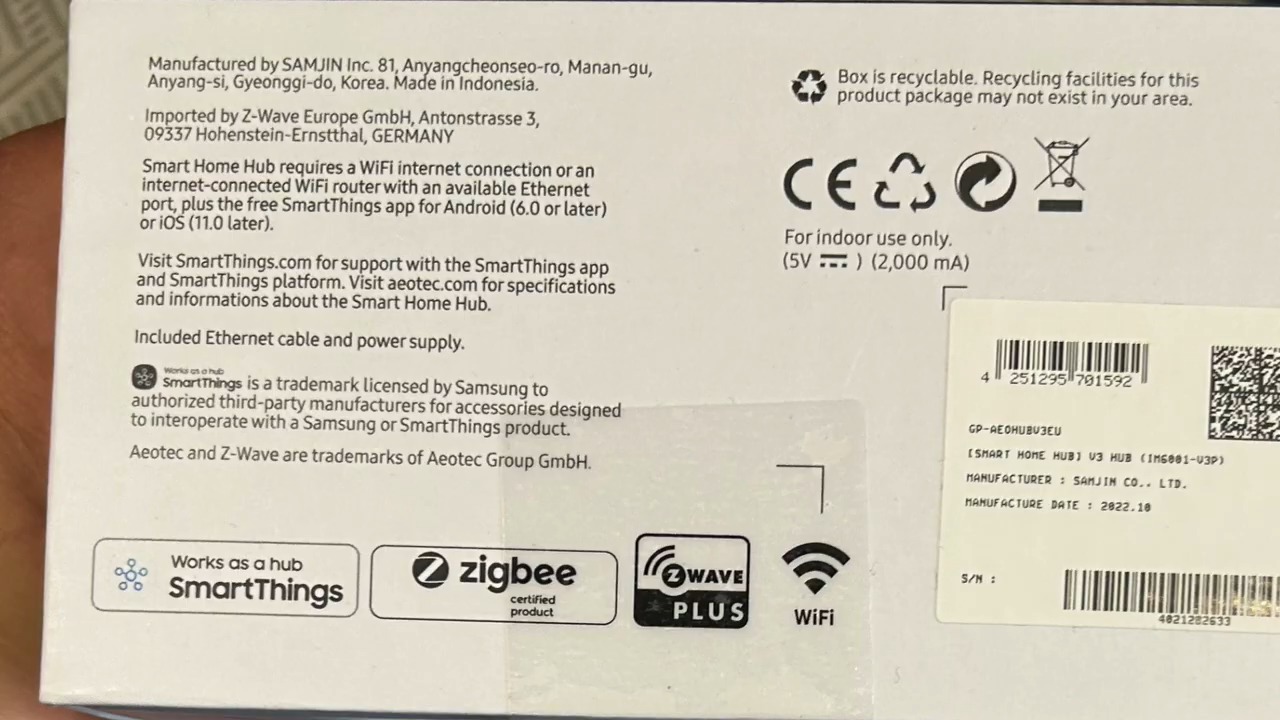 Manufactured by SAMJIN Inc. 81, Anyangcheonseo-ro, Manan-gu,
Anyang-si, Gyeonggi-do, Korea. Made in Indonesia.
Imported by Z-Wave Europe GmbH, Antonstrasse 3,
09337 Hohenstein-Ernstthal, GERMANY
Smart Home Hub requires a WiFi internet connection or an
internet-connected WiFi router with an available Ethernet
port, plus the free SmartThings app for Android (6.0 or later)
or iOS (11.0 later).
Visit SmartThings.com for support with the SmartThings app
and SmartThings platform. Visit aeotec.com for specifications
and informations about the Smart Home Hub.
Included Ethernet cable and power supply.
Works as a hub
SmartThings is a trademark licensed by Samsung to
authorized third-party manufacturers for accessories designed
to interoperate with a Samsung or SmartThings product.
Aeotec and Z-Wave are trademarks of Aeotec Group GmbH.
Works as a hub
SmartThings
zigbee
certified
product
Z WAVE
PLUS
WiFi
Box is recyclable. Recycling facilities for this
product package may not exist in your area.
CE
For indoor use only.
(5V ⎓ ) (2,000 mA)
4 251295 701592
GP-AEOHUBV3EU
[SMART HOME HUB] V3 HUB (IM6001-V3P)
MANUFACTURER : SAMJIN CO., LTD.
MANUFACTURE DATE : 2022.10
S/N :
4021202633